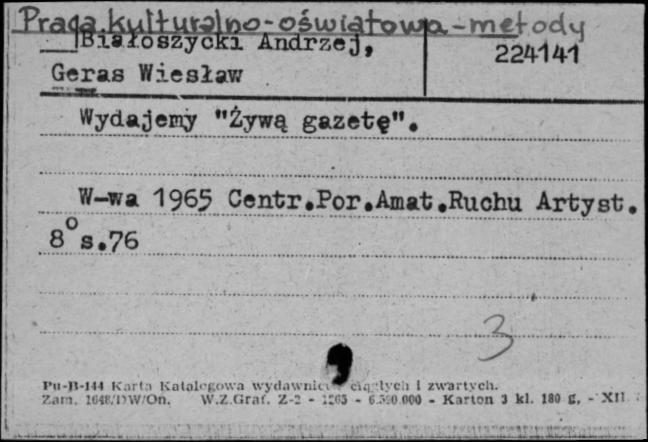 Praca kulturalno-oświatowa-metody
Białoszycki Andrzej,
224141
Geras Wiesław
Wydajemy "Żywą gazetę".
W-wa 1965 Centr.Por.Amat.Ruchu Artyst.
8° s.76
3
Pu-B-144 Karta Katalogowa wydawnictw ciągłych i zwartych.
Zam. 1648/DW/On. W.Z.Graf. Z-2 - 1265 - 6.500.000 - Karton 3 kl. 180 g. - XII